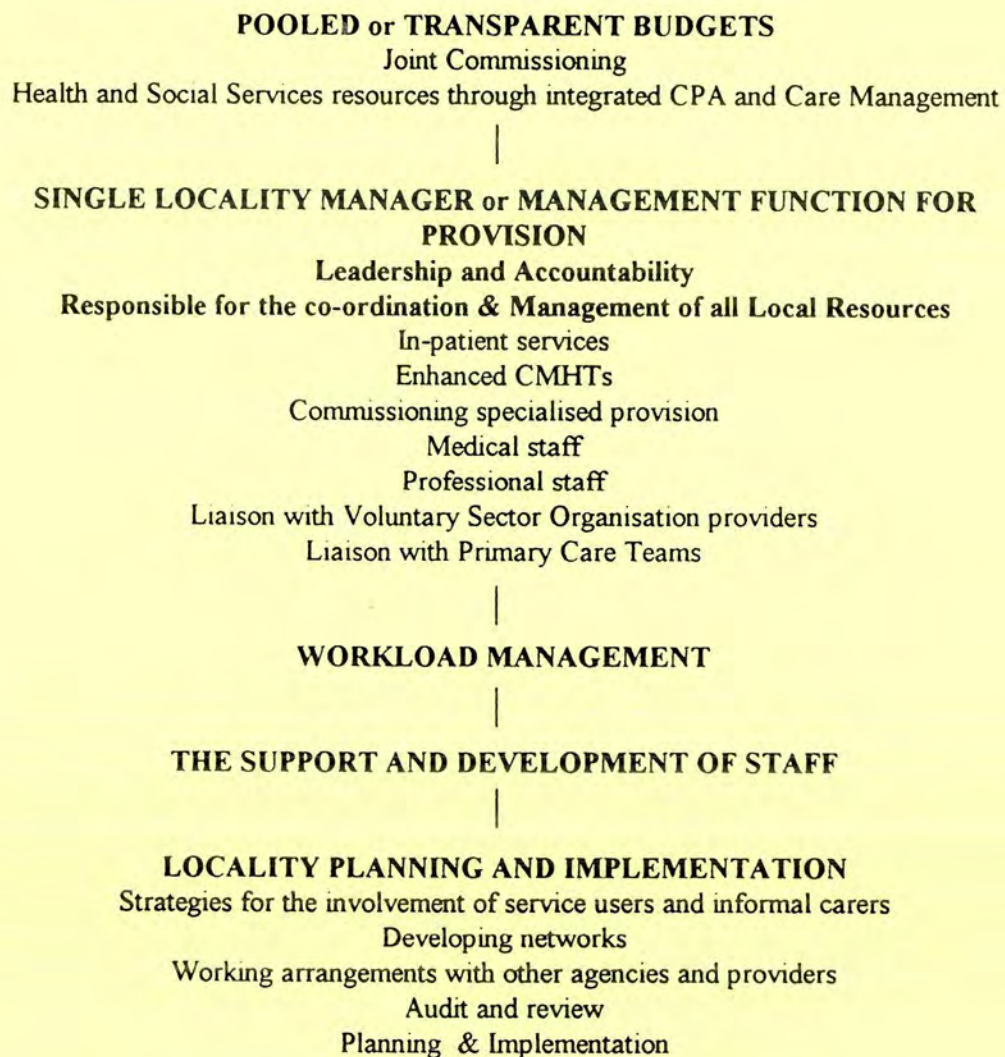 POOLED or TRANSPARENT BUDGETS
Joint Commissioning
Health and Social Services resources through integrated CPA and Care Management
SINGLE LOCALITY MANAGER or MANAGEMENT FUNCTION FOR
PROVISION
Leadership and Accountability
Responsible for the co-ordination & Management of all Local Resources
In-patient services
Enhanced CMHTs
Commissioning specialised provision
Medical staff
Professional staff
Liaison with Voluntary Sector Organisation providers
Liaison with Primary Care Teams
WORKLOAD MANAGEMENT
THE SUPPORT AND DEVELOPMENT OF STAFF
LOCALITY PLANNING AND IMPLEMENTATION
Strategies for the involvement of service users and informal carers
Developing networks
Working arrangements with other agencies and providers
Audit and review
Planning & Implementation